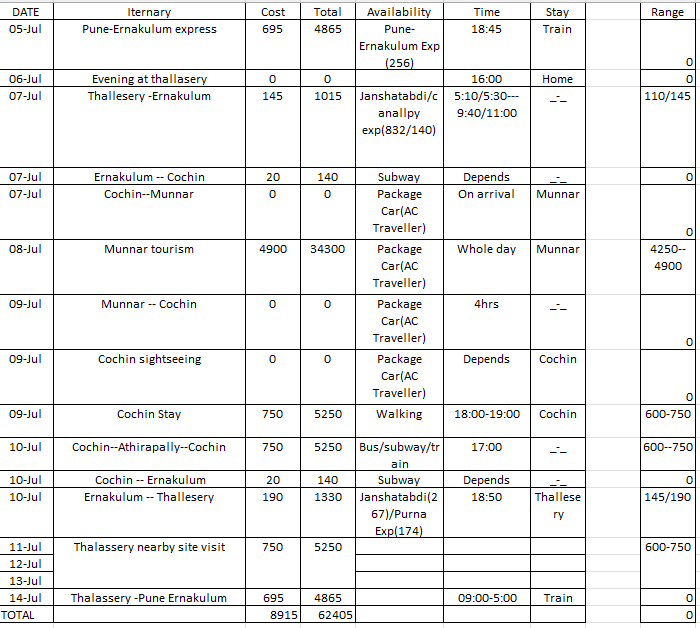 DATE Iternary Cost Total Availability Time Stay Range
05-Jul Pune-Ernakulum express 695 4865 Pune- 18:45 Train
Ernakulum Exp
(256) 0
06-Jul Evening at thallasery 0 0 16:00 Home 0
07-Jul Thallesery -Ernakulum 145 1015 Janshatabdi/c 5:10/5:30--- _-_ 110/145
anallpy 9:40/11:00
exp(832/140)
07-Jul Ernakulum -- Cochin 20 140 Subway Depends _-_ 0
07-Jul Cochin--Munnar 0 0 Package On arrival Munnar
Car(AC
Traveller) 0
08-Jul Munnar tourism 4900 34300 Package Whole day Munnar 4250--
Car(AC 4900
Traveller)
09-Jul Munnar -- Cochin 0 0 Package 4hrs _-_
Car(AC
Traveller) 0
09-Jul Cochin sightseeing 0 0 Package Depends Cochin
Car(AC
Traveller) 0
09-Jul Cochin Stay 750 5250 Walking 18:00-19:00 Cochin 600-750
10-Jul Cochin--Athirapally--Cochin 750 5250 Bus/subway/tr 17:00 _-_ 600--750
ain
10-Jul Cochin -- Ernakulum 20 140 Subway Depends _-_ 0
10-Jul Ernakulum -- Thallesery 190 1330 Janshatabdi(2 18:50 Thallese 145/190
67)/Purna ry
Exp(174)
11-Jul Thalassery nearby site visit 750 5250 600-750
12-Jul
13-Jul
14-Jul Thalassery -Pune Ernakulum 695 4865 09:00-5:00 Train 0
TOTAL 8915 62405 0